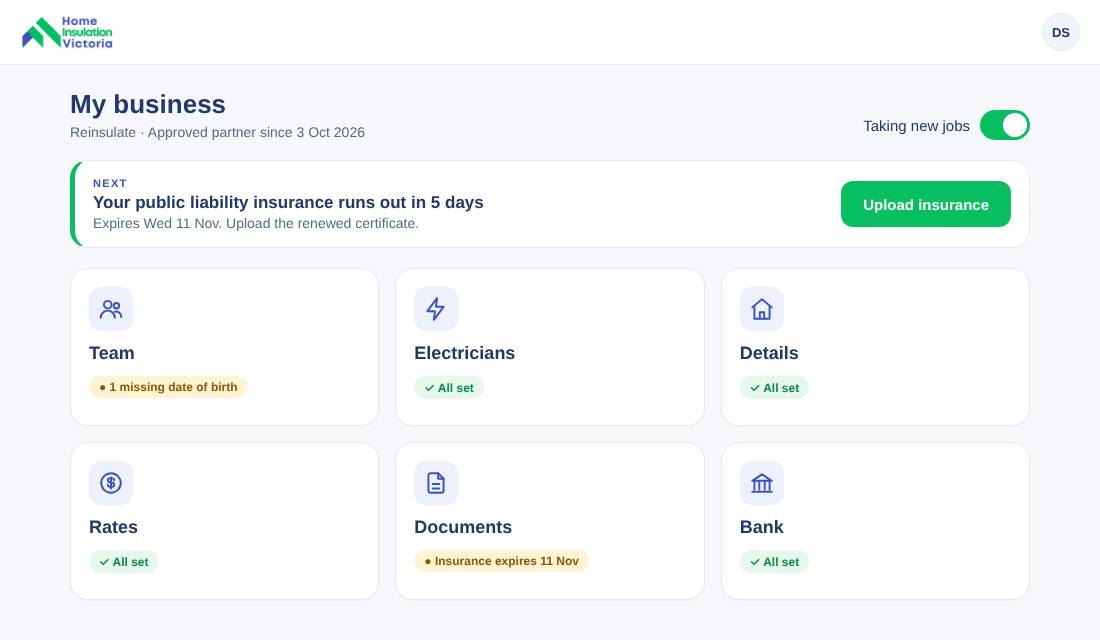 Home
Insulation
Victoria
DS
My business
Reinsulate · Approved partner since 3 Oct 2026
Taking new jobs
NEXT
Your public liability insurance runs out in 5 days
Expires Wed 11 Nov. Upload the renewed certificate.
Upload insurance
Team
● 1 missing date of birth
Electricians
✓ All set
Details
✓ All set
Rates
✓ All set
Documents
● Insurance expires 11 Nov
Bank
✓ All set